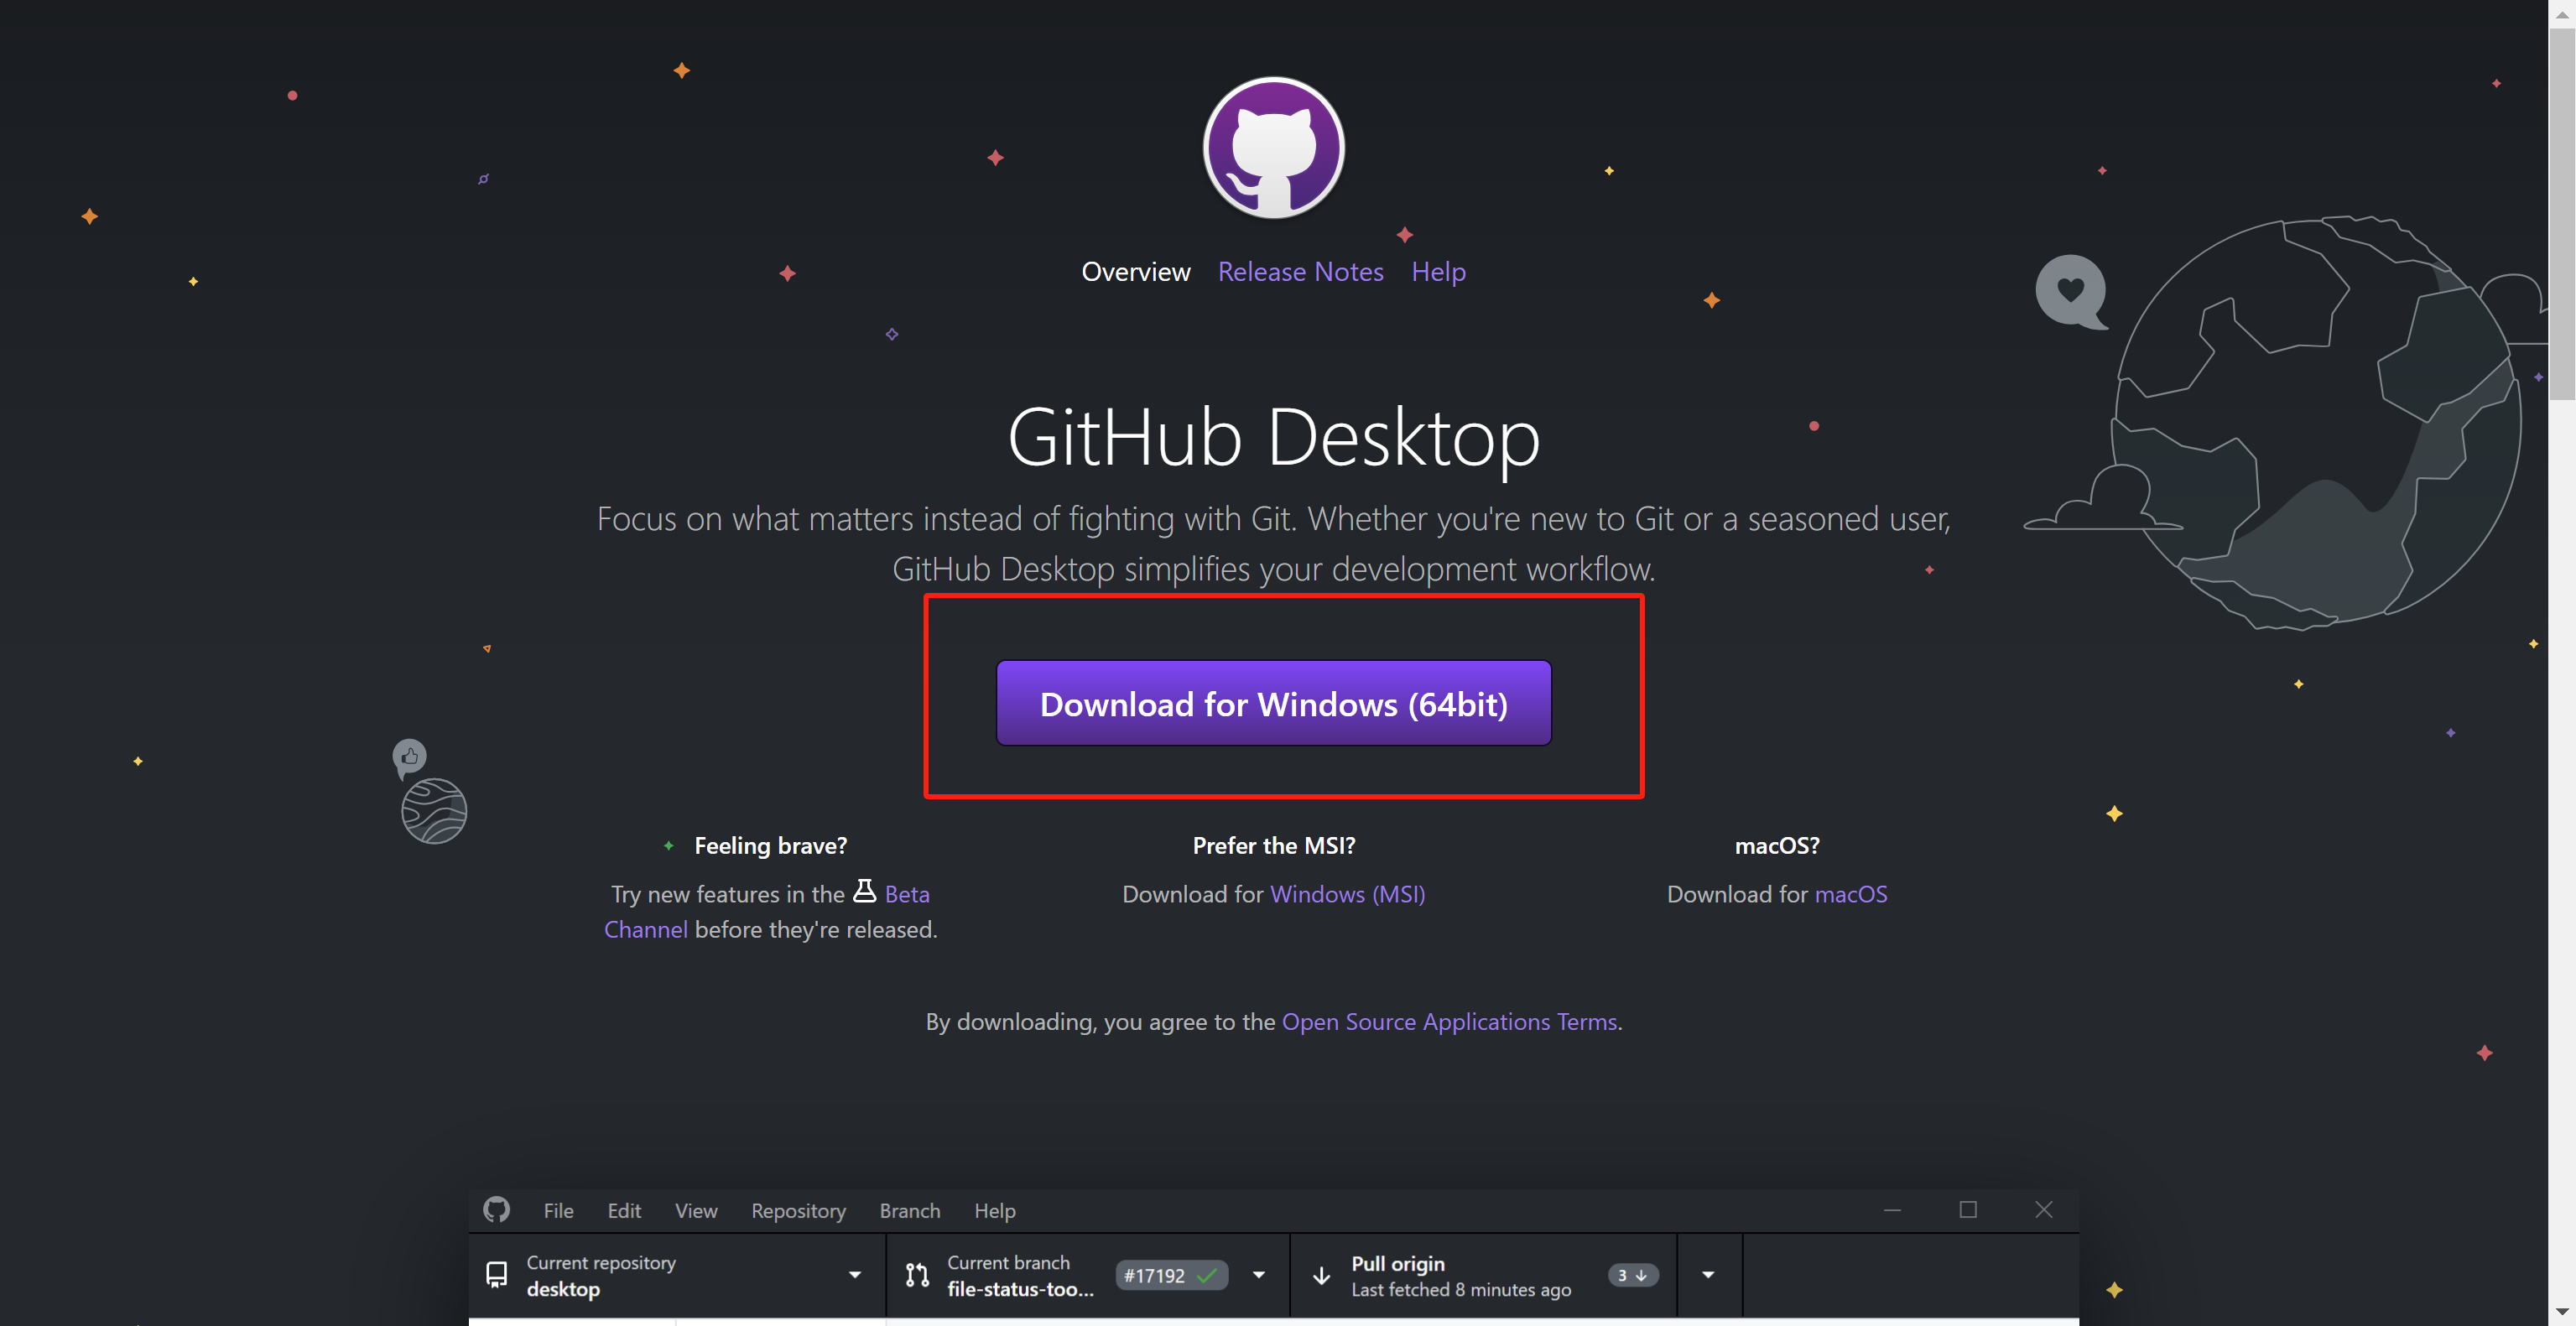 Overview Release Notes Help
GitHub Desktop
Focus on what matters instead of fighting with Git. Whether you're new to Git or a seasoned user,
GitHub Desktop simplifies your development workflow.
Download for Windows (64bit)
Feeling brave?
Try new features in the Beta
Channel before they're released.
Prefer the MSI?
Download for Windows (MSI)
macOS?
Download for macOS
By downloading, you agree to the Open Source Applications Terms.
File Edit View Repository Branch Help
Current repository
desktop
Current branch
file-status-too...
#17192
Pull origin
Last fetched 8 minutes ago
3